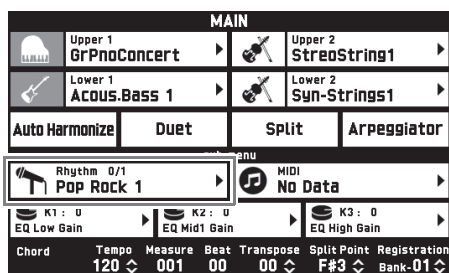 MAIN
Upper 1
GrPnoConcert
Upper 2
StreoString1
Lower 1
Acous.Bass 1
Lower 2
Syn-Strings1
Auto Harmonize Duet Split Arpeggiator
enu
Rhythm 0/1
Pop Rock 1
MIDI
No Data
K1 : 0
EQ Low Gain
K2 : 0
EQ Mid1 Gain
K3 : 0
EQ High Gain
Chord Tempo Measure Beat Transpose Split Point Registration
120 001 00 00 F#3 Bank-01